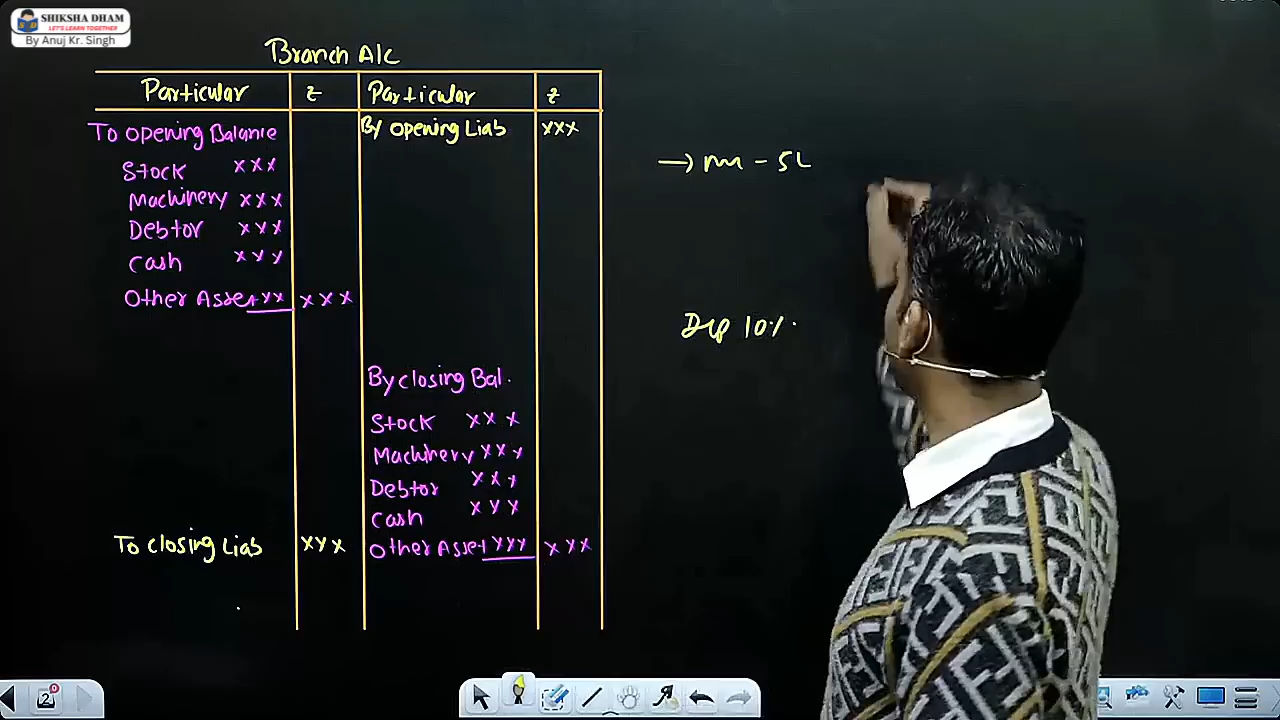 SHIKSHA DHAM
LET'S LEARN TOGETHER
By Anuj Kr. Singh
Branch A/C
Particular ₹ Particular ₹
To opening Balance By opening Liab xxx
Stock xxx
Machinery xxx
Debtor xxx
Cash xxx
Other Asset xxx xxx
By closing Bal.
Stock xxx
Machinery xxx
Debtor xxx
Cash xxx
To closing Liab xxx Other Asset xxx xxx
→ m - 5L
Dep 10%.
2